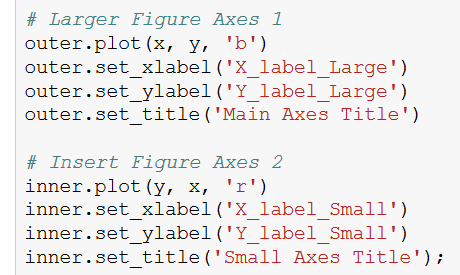 # Larger Figure Axes 1
outer.plot(x, y, 'b')
outer.set_xlabel('X_label_Large')
outer.set_ylabel('Y_label_Large')
outer.set_title('Main Axes Title')
# Insert Figure Axes 2
inner.plot(y, x, 'r')
inner.set_xlabel('X_label_Small')
inner.set_ylabel('Y_label_Small')
inner.set_title('Small Axes Title');